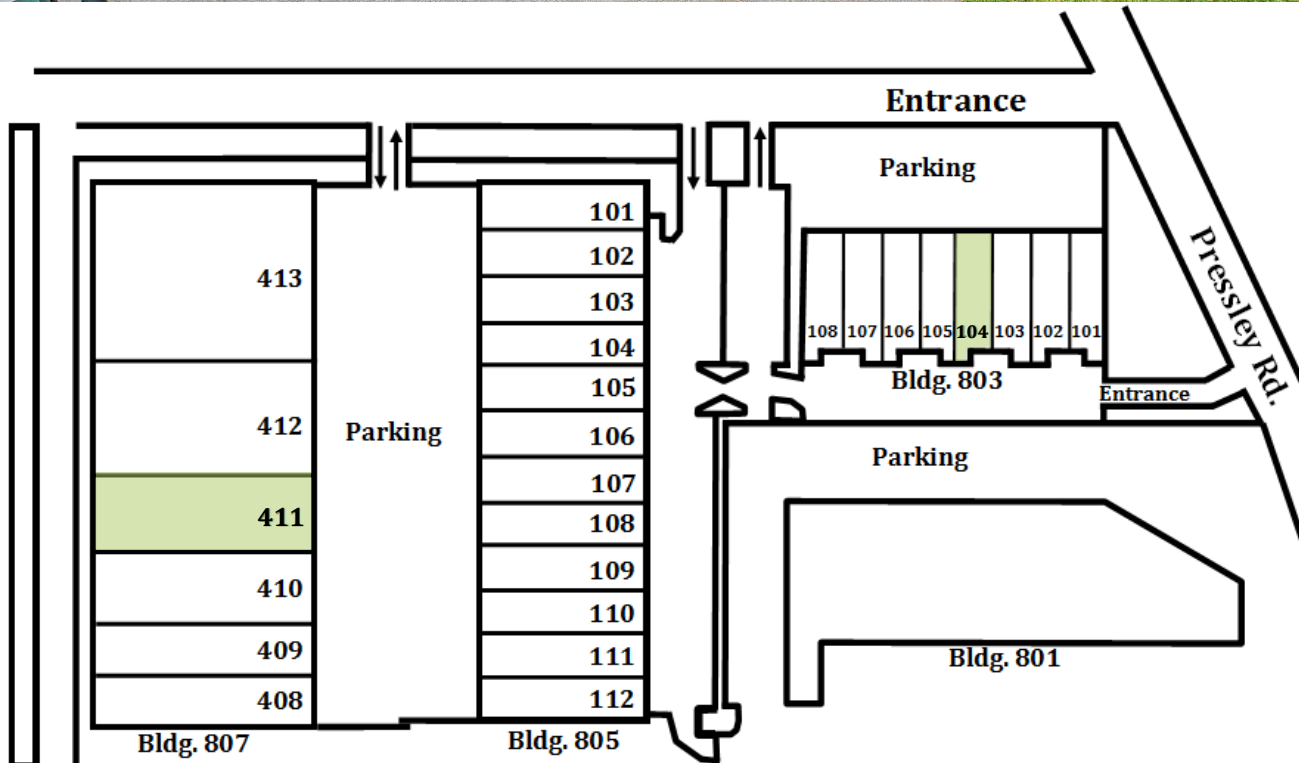 Entrance
Parking
Pressley Rd.
413
412
411
410
409
408
Bldg. 807
Parking
101
102
103
104
105
106
107
108
109
110
111
112
Bldg. 805
108 107 106 105 104 103 102 101
Bldg. 803
Entrance
Parking
Bldg. 801